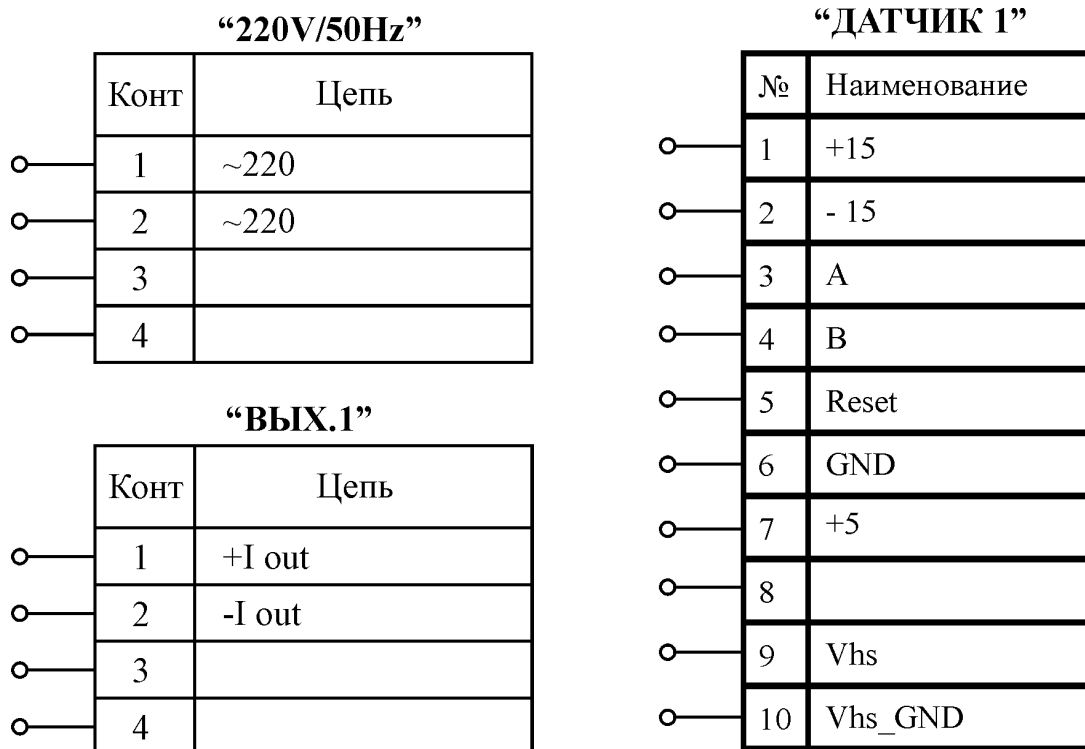 “220V/50Hz”
Конт Цепь
1 ~220
2 ~220
3
4
“ВЫХ.1”
Конт Цепь
1 +I out
2 -I out
3
4
“ДАТЧИК 1”
№ Наименование
1 +15
2 - 15
3 A
4 B
5 Reset
6 GND
7 +5
8
9 Vhs
10 Vhs_GND